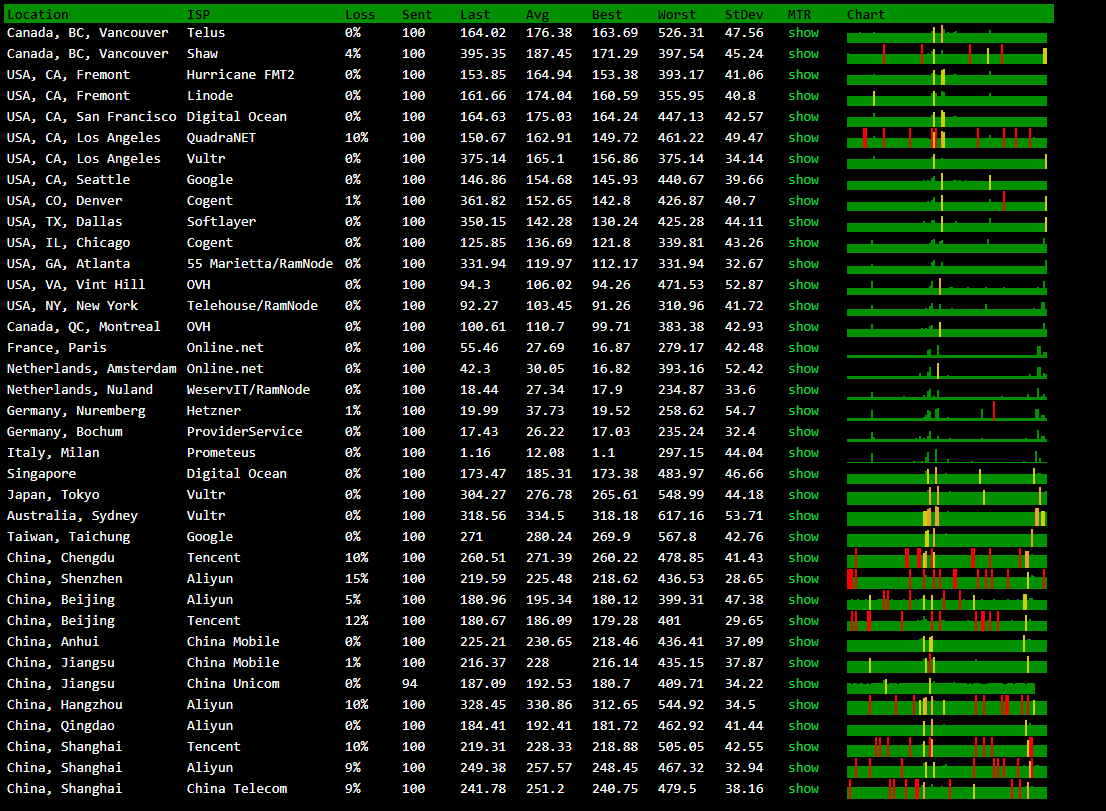 Location ISP Loss Sent Last Avg Best Worst StDev MTR Chart
Canada, BC, Vancouver Telus 0% 100 164.02 176.38 163.69 526.31 47.56 show
Canada, BC, Vancouver Shaw 4% 100 395.35 187.45 171.29 397.54 45.24 show
USA, CA, Fremont Hurricane FMT2 0% 100 153.85 164.94 153.38 393.17 41.06 show
USA, CA, Fremont Linode 0% 100 161.66 174.04 160.59 355.95 40.8 show
USA, CA, San Francisco Digital Ocean 0% 100 164.63 175.03 164.24 447.13 42.57 show
USA, CA, Los Angeles QuadraNET 10% 100 150.67 162.91 149.72 461.22 49.47 show
USA, CA, Los Angeles Vultr 0% 100 375.14 165.1 156.86 375.14 34.14 show
USA, CA, Seattle Google 0% 100 146.86 154.68 145.93 440.67 39.66 show
USA, CO, Denver Cogent 1% 100 361.82 152.65 142.8 426.87 40.7 show
USA, TX, Dallas Softlayer 0% 100 350.15 142.28 130.24 425.28 44.11 show
USA, IL, Chicago Cogent 0% 100 125.85 136.69 121.8 339.81 43.26 show
USA, GA, Atlanta 55 Marietta/RamNode 0% 100 331.94 119.97 112.17 331.94 32.67 show
USA, VA, Vint Hill OVH 0% 100 94.3 106.02 94.26 471.53 52.87 show
USA, NY, New York Telehouse/RamNode 0% 100 92.27 103.45 91.26 310.96 41.72 show
Canada, QC, Montreal OVH 0% 100 100.61 110.7 99.71 383.38 42.93 show
France, Paris Online.net 0% 100 55.46 27.69 16.87 279.17 42.48 show
Netherlands, Amsterdam Online.net 0% 100 42.3 30.05 16.82 393.16 52.42 show
Netherlands, Nuland WeservIT/RamNode 0% 100 18.44 27.34 17.9 234.87 33.6 show
Germany, Nuremberg Hetzner 1% 100 19.99 37.73 19.52 258.62 54.7 show
Germany, Bochum ProviderService 0% 100 17.43 26.22 17.03 235.24 32.4 show
Italy, Milan Prometeus 0% 100 1.16 12.08 1.1 297.15 44.04 show
Singapore Digital Ocean 0% 100 173.47 185.31 173.38 483.97 46.66 show
Japan, Tokyo Vultr 0% 100 304.27 276.78 265.61 548.99 44.18 show
Australia, Sydney Vultr 0% 100 318.56 334.5 318.18 617.16 53.71 show
Taiwan, Taichung Google 0% 100 271 280.24 269.9 567.8 42.76 show
China, Chengdu Tencent 10% 100 260.51 271.39 260.22 478.85 41.43 show
China, Shenzhen Aliyun 15% 100 219.59 225.48 218.62 436.53 28.65 show
China, Beijing Aliyun 5% 100 180.96 195.34 180.12 399.31 47.38 show
China, Beijing Tencent 12% 100 180.67 186.09 179.28 401 29.65 show
China, Anhui China Mobile 0% 100 225.21 230.65 218.46 436.41 37.09 show
China, Jiangsu China Mobile 1% 100 216.37 228 216.14 435.15 37.87 show
China, Jiangsu China Unicom 0% 94 187.09 192.53 180.7 409.71 34.22 show
China, Hangzhou Aliyun 10% 100 328.45 330.86 312.65 544.92 34.5 show
China, Qingdao Aliyun 0% 100 184.41 192.41 181.72 462.92 41.44 show
China, Shanghai Tencent 10% 100 219.31 228.33 218.88 505.05 42.55 show
China, Shanghai Aliyun 9% 100 249.38 257.57 248.45 467.32 32.94 show
China, Shanghai China Telecom 9% 100 241.78 251.2 240.75 479.5 38.16 show